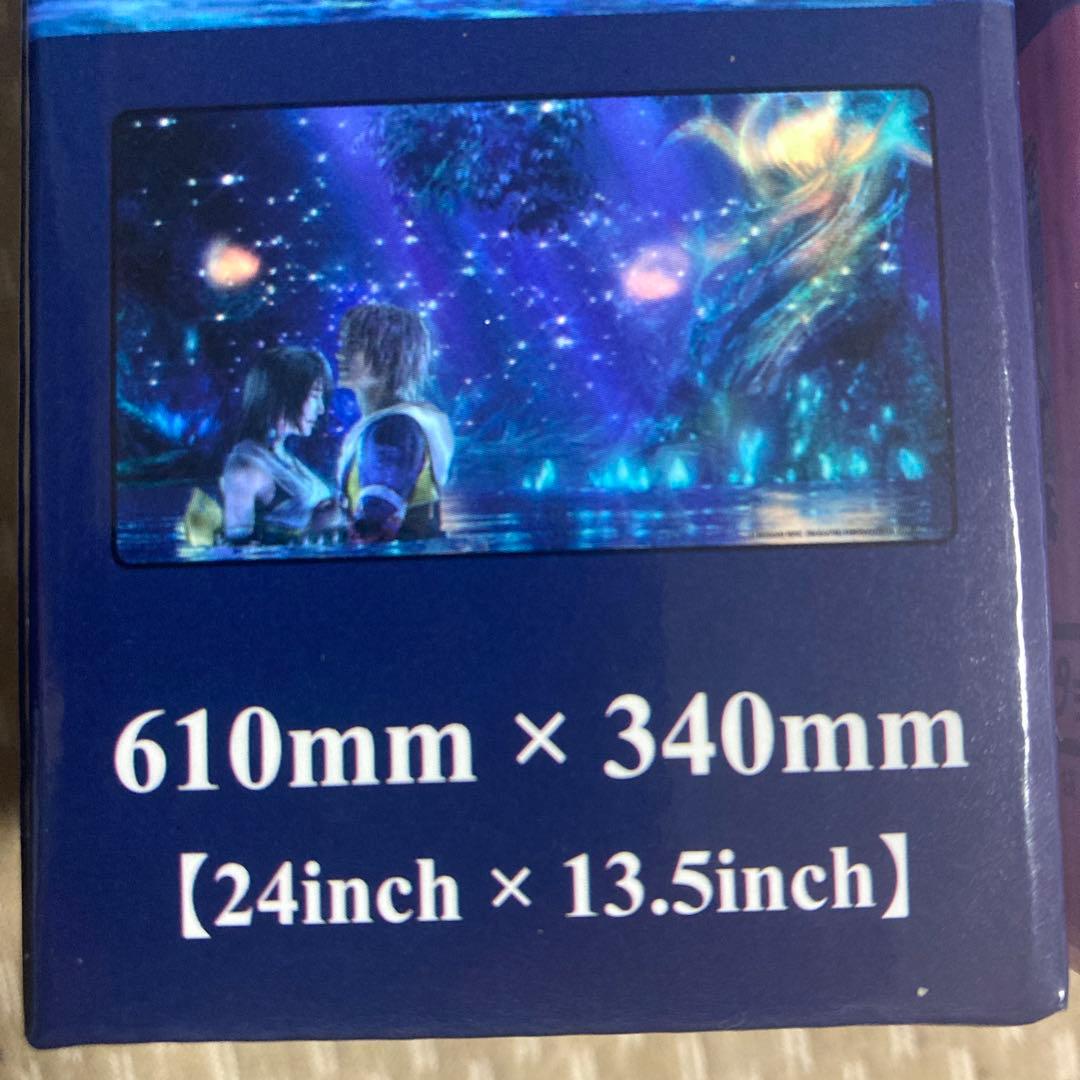 610mm × 340mm
【24inch × 13.5inch】